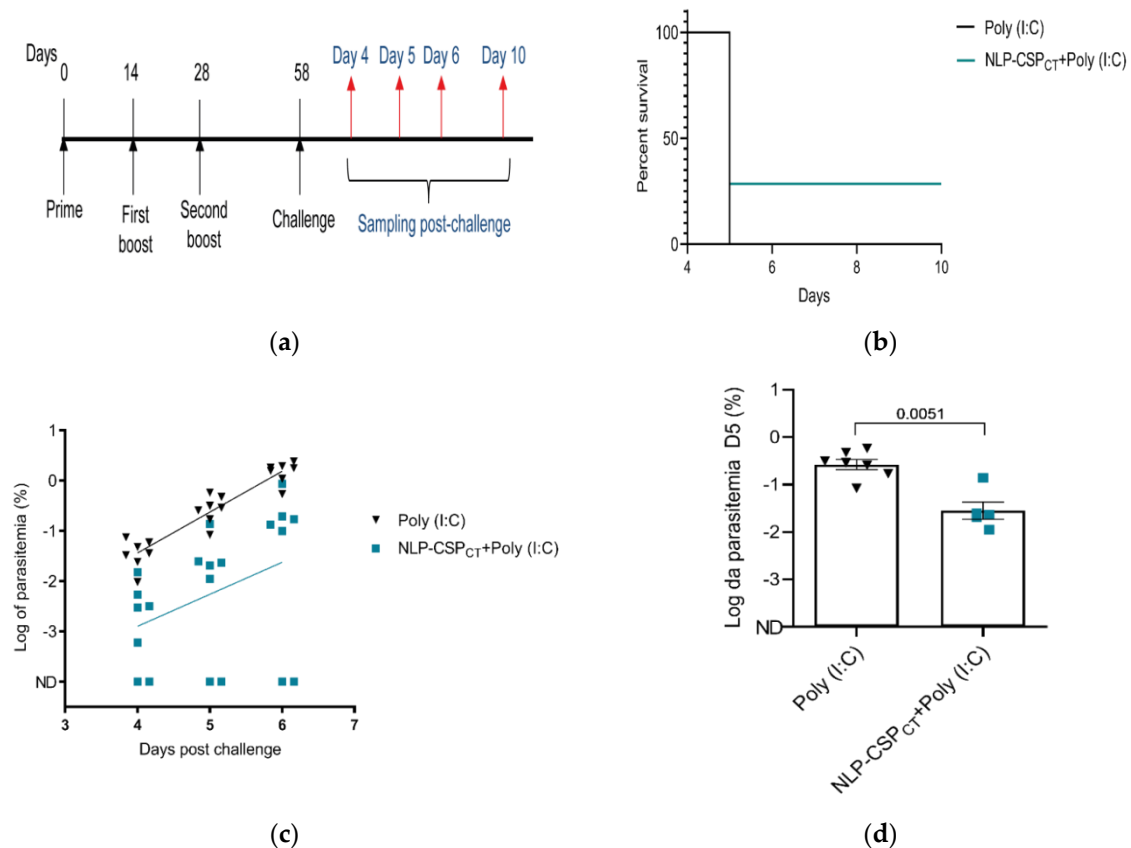 Days
0 14 28 58 Day 4 Day 5 Day 6 Day 10
Prime
First
boost
Second
boost
Challenge
Sampling post-challenge
(a)
Percent survival
100
50
0
4 6 8 10
Days
Poly (I:C)
NLP-CSPCT+Poly (I:C)
(b)
Log of parasitemia (%)
1
0
-1
-2
-3
ND
3 4 5 6 7
Days post challenge
Poly (I:C)
NLP-CSPCT+Poly (I:C)
(c)
Log da parasitemia D5 (%)
1
0
-1
-2
-3
ND
0.0051
Poly (I:C)
NLP-CSPCT+Poly (I:C)
(d)